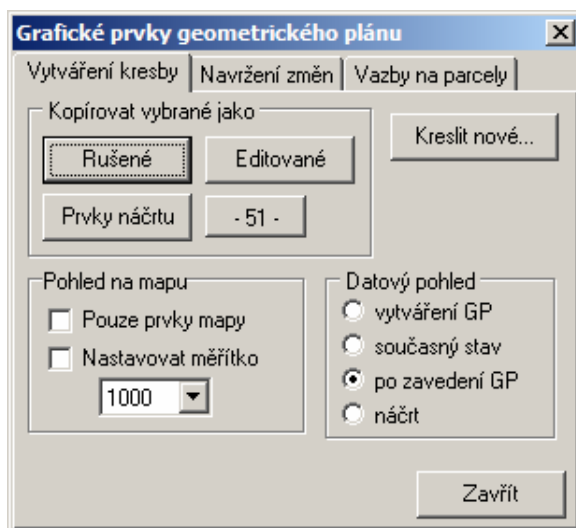 Grafické prvky geometrického plánu
Vytváření kresby Navržení změn Vazby na parcely
Kopírovat vybrané jako
Rušené Editované Kreslit nové...
Prvky náčrtu - 51 -
Pohled na mapu
Pouze prvky mapy
Nastavovat měřítko
1000
Datový pohled
vytváření GP
současný stav
po zavedení GP
náčrt
Zavřít